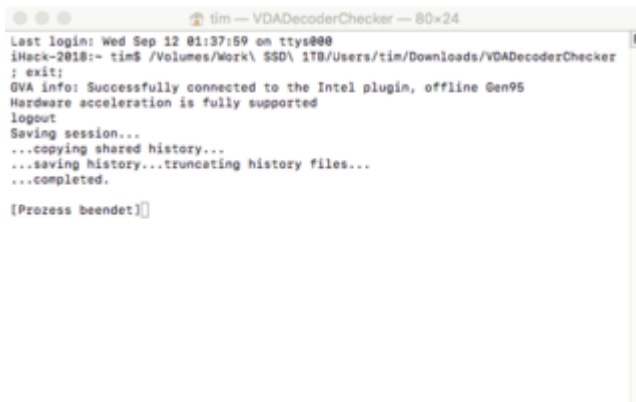 tim — VDADecoderChecker — 80×24
Last login: Wed Sep 12 01:37:59 on ttys000
iHack-2018:~ tim$ /Volumes/Work\ SSD\ 1TB/Users/tim/Downloads/VDADecoderChecker
; exit;
GVA info: Successfully connected to the Intel plugin, offline Gen95
Hardware acceleration is fully supported
logout
Saving session...
...copying shared history...
...saving history...truncating history files...
...completed.
[Prozess beendet]